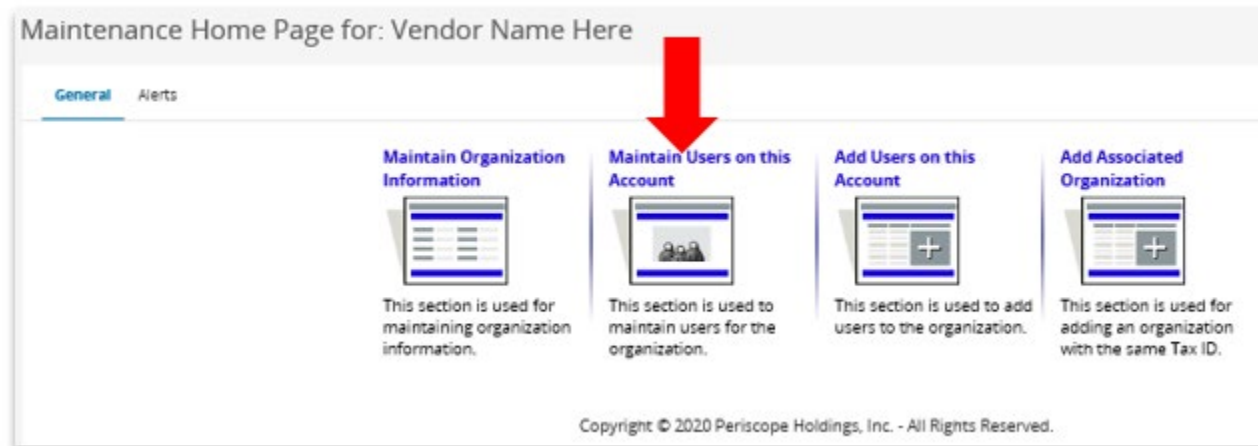 Maintenance Home Page for: Vendor Name Here
General Alerts
Maintain Organization
Information
This section is used for
maintaining organization
information.
Maintain Users on this
Account
This section is used to
maintain users for the
organization.
Add Users on this
Account
This section is used to add
users to the organization.
Add Associated
Organization
This section is used for
adding an organization
with the same Tax ID.
Copyright © 2020 Periscope Holdings, Inc. - All Rights Reserved.